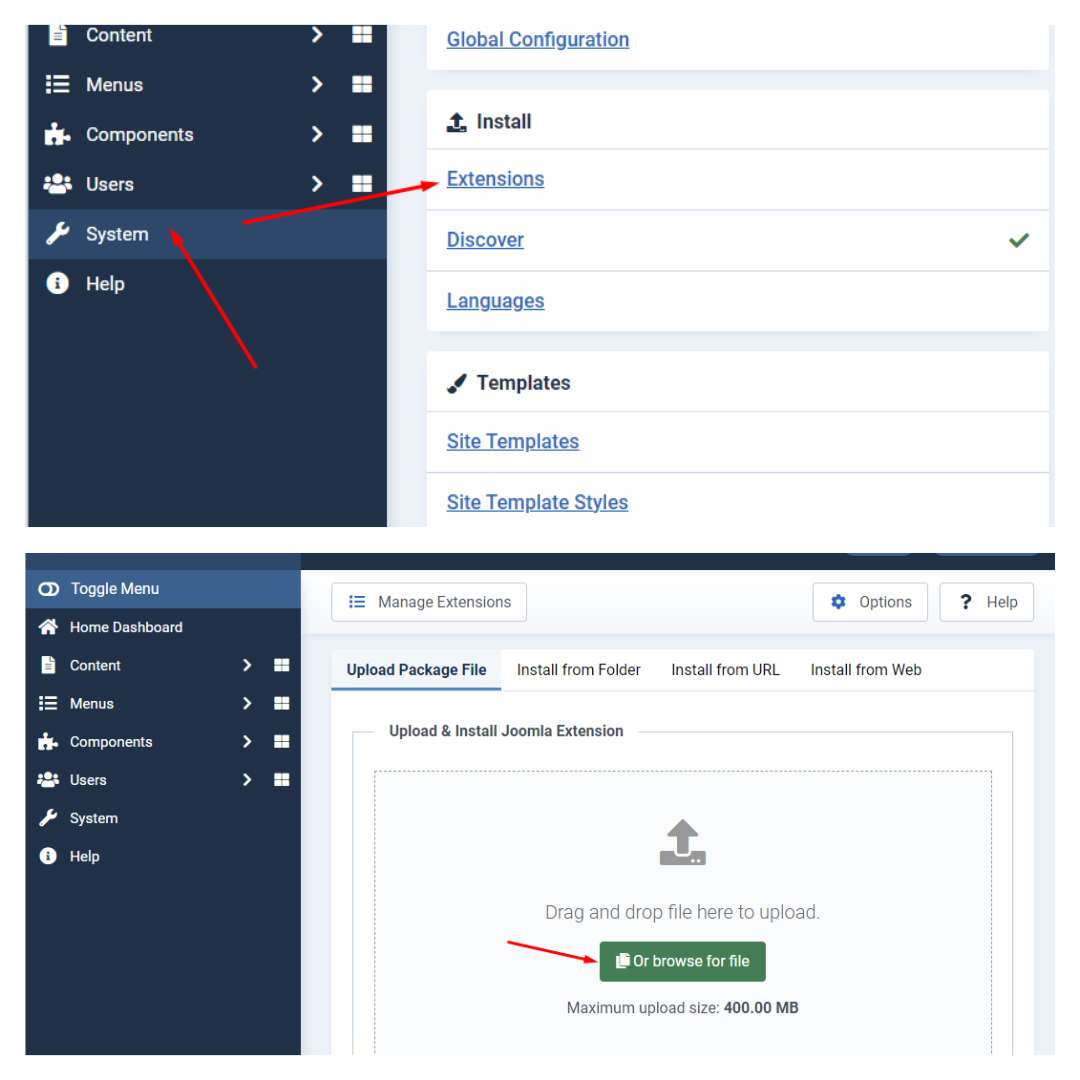 Content
Menus
Components
Users
System
Help
Global Configuration
Install
Extensions
Discover
Languages
Templates
Site Templates
Site Template Styles
Toggle Menu
Home Dashboard
Content
Menus
Components
Users
System
Help
Manage Extensions
Options
? Help
Upload Package File Install from Folder Install from URL Install from Web
Upload & Install Joomla Extension
Drag and drop file here to upload.
Or browse for file
Maximum upload size: 400.00 MB